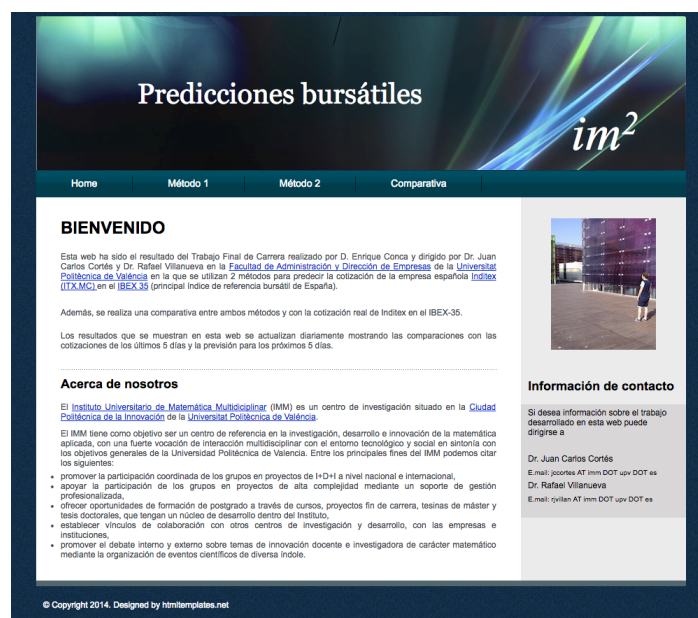 Predicciones bursátiles
im²
Home Método 1 Método 2 Comparativa
BIENVENIDO
Esta web ha sido el resultado del Trabajo Final de Carrera realizado por D. Enrique Conca y dirigido por Dr. Juan
Carlos Cortés y Dr. Rafael Villanueva en la Facultad de Administración y Dirección de Empresas de la Universitat
Politècnica de València en la que se utilizan 2 métodos para predecir la cotización de la empresa española Inditex
(ITX.MC) en el IBEX 35 (principal índice de referencia bursátil de España).
Además, se realiza una comparativa entre ambos métodos y con la cotización real de Inditex en el IBEX-35.
Los resultados que se muestran en esta web se actualizan diariamente mostrando las comparaciones con las
cotizaciones de los últimos 5 días y la previsión para los próximos 5 días.
Acerca de nosotros
El Instituto Universitario de Matemática Multidiciplinar (IMM) es un centro de investigación situado en la Ciudad
Politécnica de la Innovación de la Universitat Politècnica de València.
El IMM tiene como objetivo ser un centro de referencia en la investigación, desarrollo e innovación de la matemática
aplicada, con una fuerte vocación de interacción multidisciplinar con el entorno tecnológico y social en sintonía con
los objetivos generales de la Universidad Politécnica de Valencia. Entre los principales fines del IMM podemos citar
los siguientes:
• promover la participación coordinada de los grupos en proyectos de I+D+I a nivel nacional e internacional,
• apoyar la participación de los grupos en proyectos de alta complejidad mediante un soporte de gestión
profesionalizada,
• ofrecer oportunidades de formación de postgrado a través de cursos, proyectos fin de carrera, tesinas de máster y
tesis doctorales, que tengan un núcleo de desarrollo dentro del Instituto,
• establecer vínculos de colaboración con otros centros de investigación y desarrollo, con las empresas e
instituciones,
• promover el debate interno y externo sobre temas de innovación docente e investigadora de carácter matemático
mediante la organización de eventos científicos de diversa índole.
Información de contacto
Si desea información sobre el trabajo
desarrollado en esta web puede
dirigirse a
Dr. Juan Carlos Cortés
E.mail: jccortes AT imm DOT upv DOT es
Dr. Rafael Villanueva
E.mail: rjvillan AT imm DOT upv DOT es
© Copyright 2014. Designed by htmltemplates.net